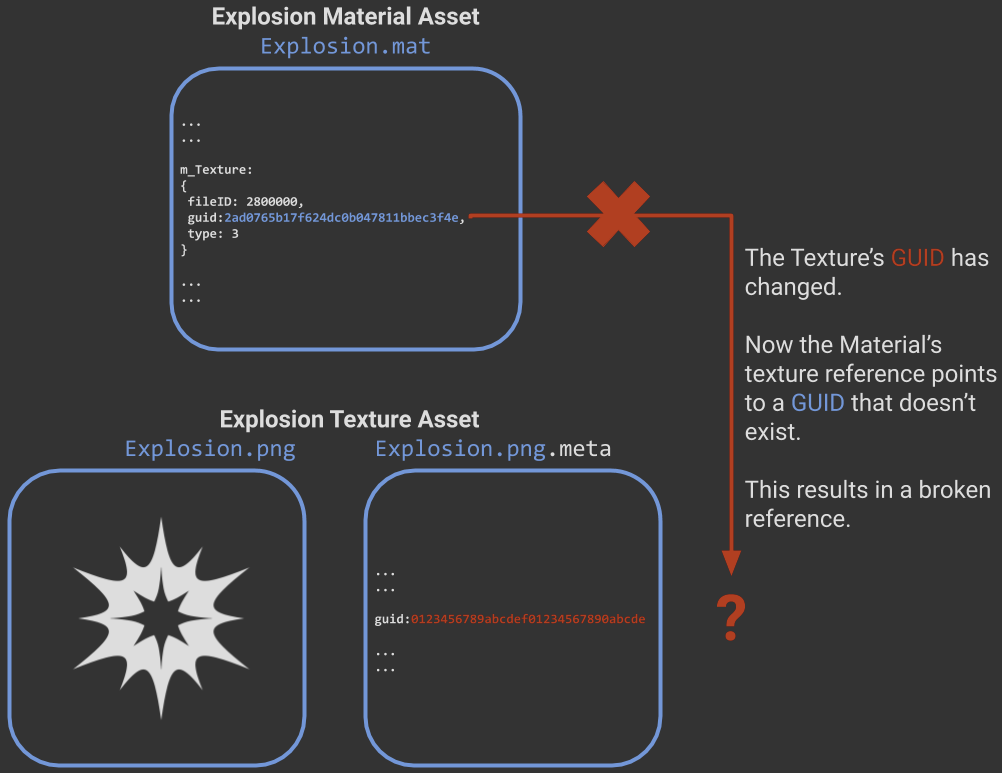 Explosion Material Asset
Explosion.mat
...
...
m_Texture:
{
fileID: 2800000,
guid:2ad0765b17f624dc0b047811bbec3f4e,
type: 3
}
...
...
The Texture’s GUID has
changed.
Now the Material’s
texture reference points
to a GUID that doesn’t
exist.
This results in a broken
reference.
?
Explosion Texture Asset
Explosion.png
Explosion.png.meta
...
...
guid:0123456789abcdef01234567890abcde
...
...